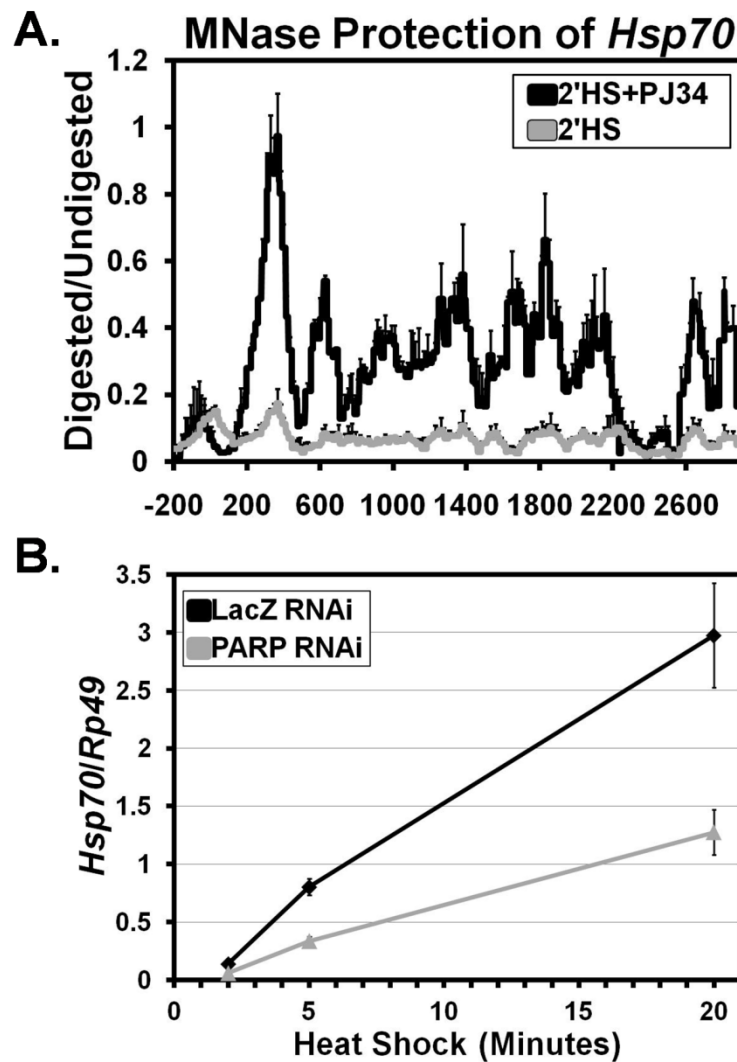 A.
MNase Protection of Hsp70
Digested/Undigested
1.2
1
0.8
0.6
0.4
0.2
0
2'HS+PJ34
2'HS
-200 200 600 1000 1400 1800 2200 2600
B.
Hsp70/Rp49
3.5
3
2.5
2
1.5
1
0.5
0
LacZ RNAi
PARP RNAi
0 5 10 15 20
Heat Shock (Minutes)